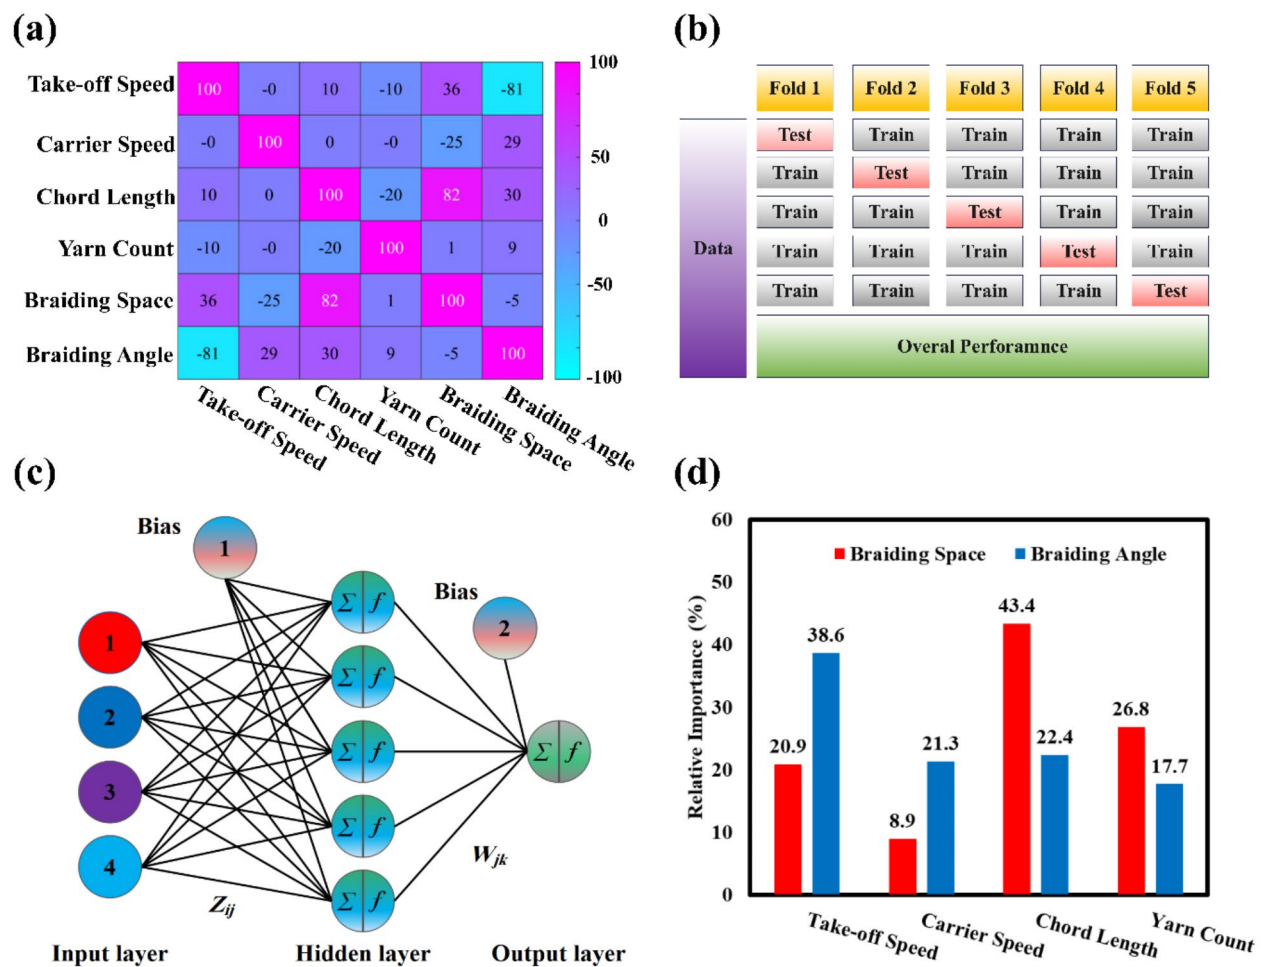 (a)
Take-off Speed 100 -0 10 -10 36 -81
Carrier Speed -0 100 0 -0 -25 29
Chord Length 10 0 100 -20 82 30
Yarn Count -10 -0 -20 100 1 9
Braiding Space 36 -25 82 1 100 -5
Braiding Angle -81 29 30 9 -5 100
Take-off Speed
Carrier Speed
Chord Length
Yarn Count
Braiding Space
Braiding Angle
100
50
0
-50
-100
(b)
Fold 1 Fold 2 Fold 3 Fold 4 Fold 5
Data
Test Train Train Train Train
Train Test Train Train Train
Train Train Test Train Train
Train Train Train Test Train
Train Train Train Train Test
Overal Perforamnce
(c)
Bias
1
Bias
2
1
2
3
4
Σ f
Σ f
Σ f
Σ f
Σ f
Σ f
Zij
Wjk
Input layer Hidden layer Output layer
(d)
Relative Importance (%)
60
50
40
30
20
10
0
Braiding Space Braiding Angle
20.9 38.6
8.9 21.3
43.4 22.4
26.8 17.7
Take-off Speed
Carrier Speed
Chord Length
Yarn Count